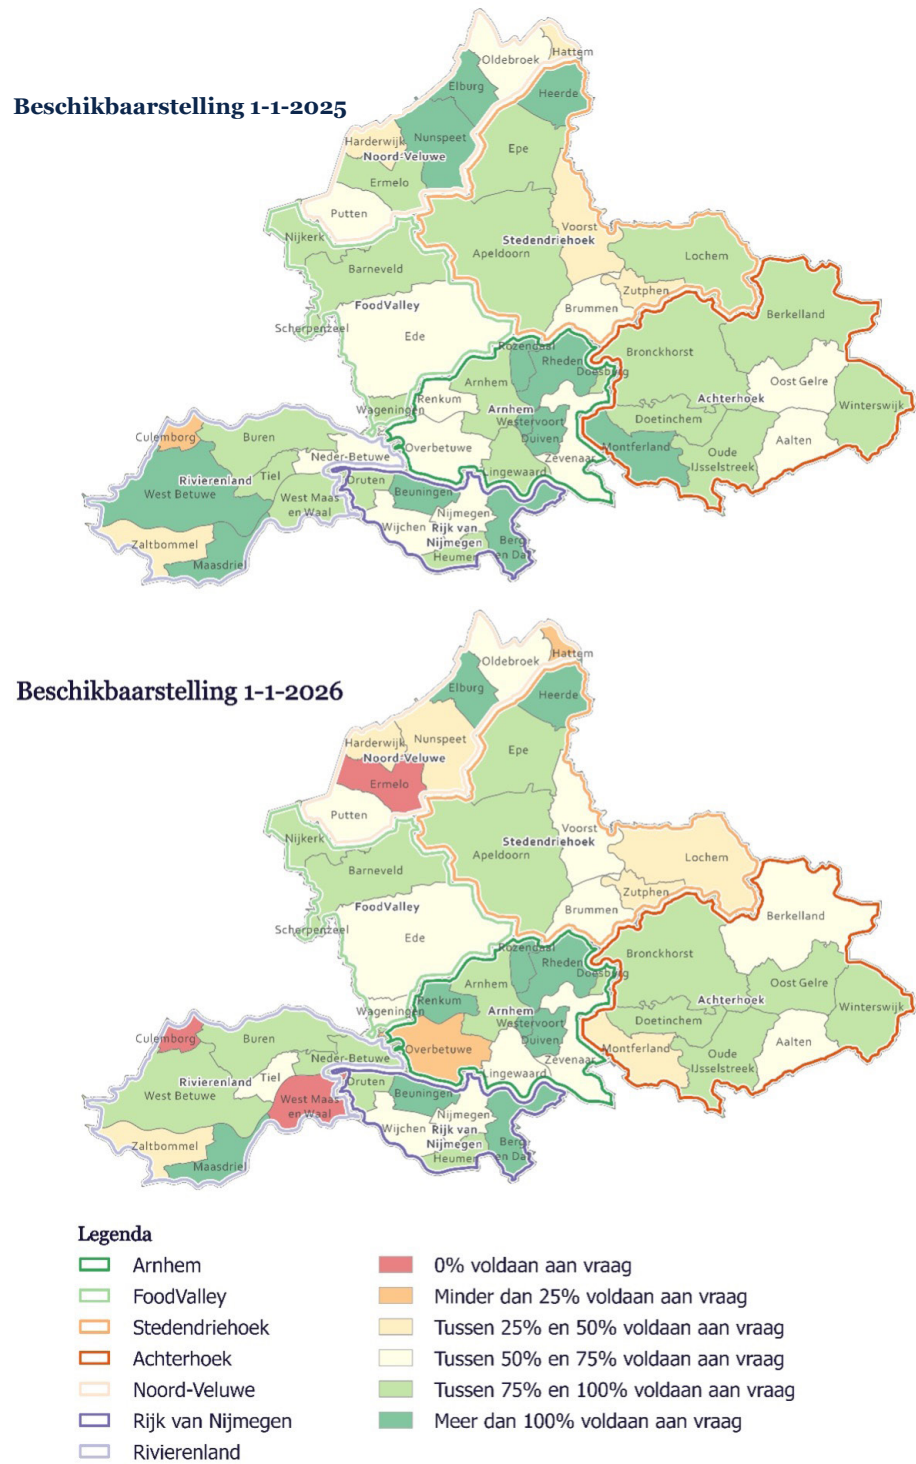 Beschikbaarstelling 1-1-2025
Hattem
Oldebroek
Elburg
Heerde
Nunspeet
Harderwijk
Epe
Noord-Veluwe
Ermelo
Putten
Voorst
Nijkerk
Stedendriehoek
Apeldoorn
Lochem
Barneveld
Zutphen
FoodValley
Brummen
Berkelland
Scherpenzeel
Ede
Rozendaal
Bronckhorst
Rheden
Doesburg
Oost Gelre
Arnhem
Renkum
Achterhoek
Winterswijk
Wageningen
Arnhem
Westervoort
Doetinchem
Culemborg
Buren
Duiven
Aalten
Overbetuwe
Montferland
Oude
IJsselstreek
Neder-Betuwe
Zevenaar
Tiel
Lingewaard
Rivierenland
Druten
West Betuwe
Beuningen
West Maas
en Waal
Nijmegen
Wijchen
Rijk van
Nijmegen
Berg
en Dal
Zaltbommel
Heumen
Maasdriel
Beschikbaarstelling 1-1-2026
Hattem
Oldebroek
Elburg
Heerde
Nunspeet
Harderwijk
Epe
Noord-Veluwe
Ermelo
Putten
Voorst
Nijkerk
Stedendriehoek
Apeldoorn
Lochem
Barneveld
Zutphen
FoodValley
Brummen
Berkelland
Scherpenzeel
Ede
Rozendaal
Bronckhorst
Rheden
Doesburg
Oost Gelre
Arnhem
Renkum
Achterhoek
Winterswijk
Wageningen
Arnhem
Westervoort
Doetinchem
Culemborg
Buren
Duiven
Aalten
Overbetuwe
Montferland
Oude
IJsselstreek
Neder-Betuwe
Zevenaar
Tiel
Lingewaard
Rivierenland
Druten
West Betuwe
Beuningen
West Maas
en Waal
Nijmegen
Wijchen
Rijk van
Nijmegen
Berg
en Dal
Zaltbommel
Heumen
Maasdriel
Legenda
Arnhem
FoodValley
Stedendriehoek
Achterhoek
Noord-Veluwe
Rijk van Nijmegen
Rivierenland
0% voldaan aan vraag
Minder dan 25% voldaan aan vraag
Tussen 25% en 50% voldaan aan vraag
Tussen 50% en 75% voldaan aan vraag
Tussen 75% en 100% voldaan aan vraag
Meer dan 100% voldaan aan vraag